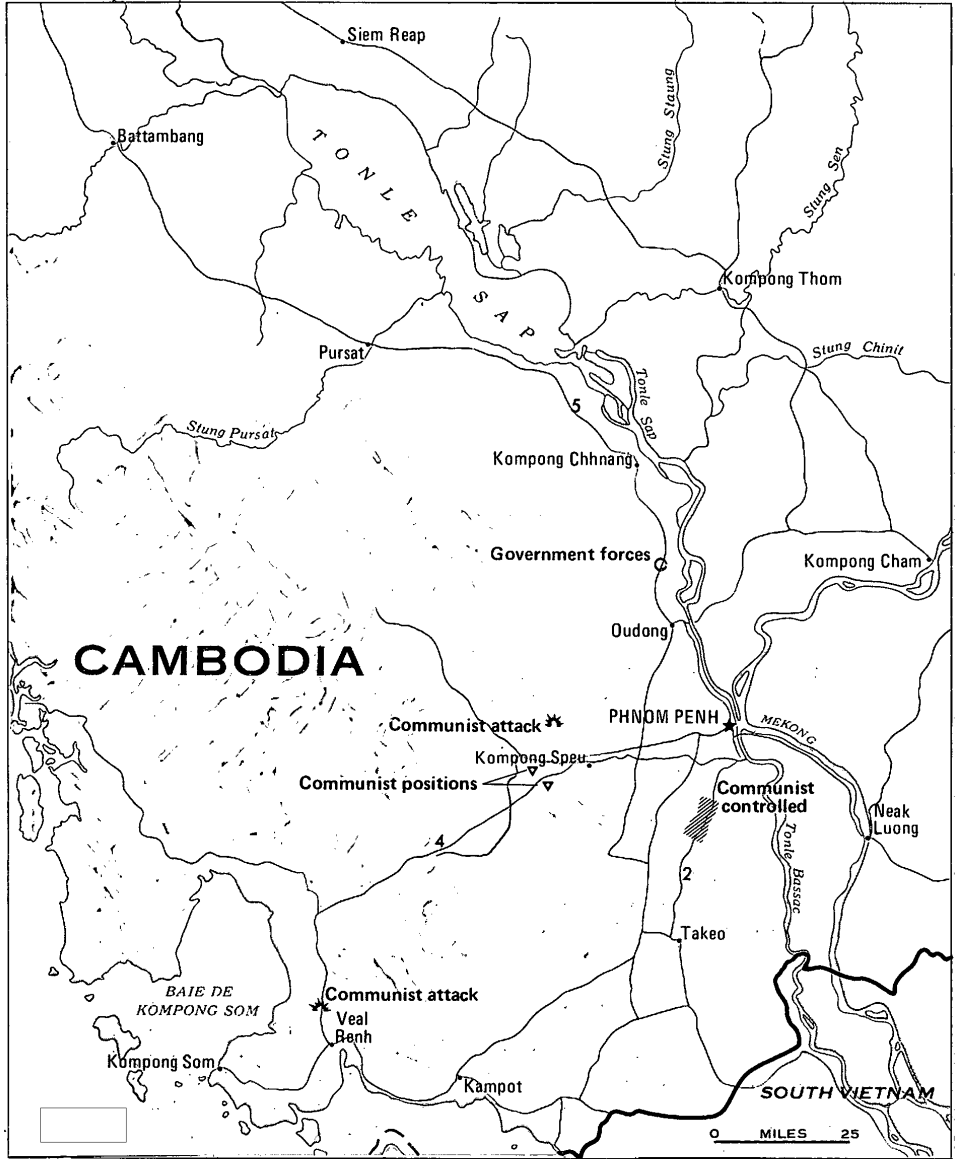 Siem Reap
Battambang
TONLE SAP
Stung Staung
Stung Sen
Kompong Thom
Pursat
Stung Chinit
5
Tonle Sap
Stung Pursat
Kompong Chhnang
Government forces
Kompong Cham
Oudong
CAMBODIA
Communist attack
PHNOM PENH
MEKONG
Kompong Speu
Communist positions
Communist
controlled
Neak
Luong
4
Tonle Bassac
2
Takeo
BAIE DE
KOMPONG SOM
Communist attack
Veal
Renh
Kompong Som
Kampot
SOUTH VIETNAM
0 MILES 25